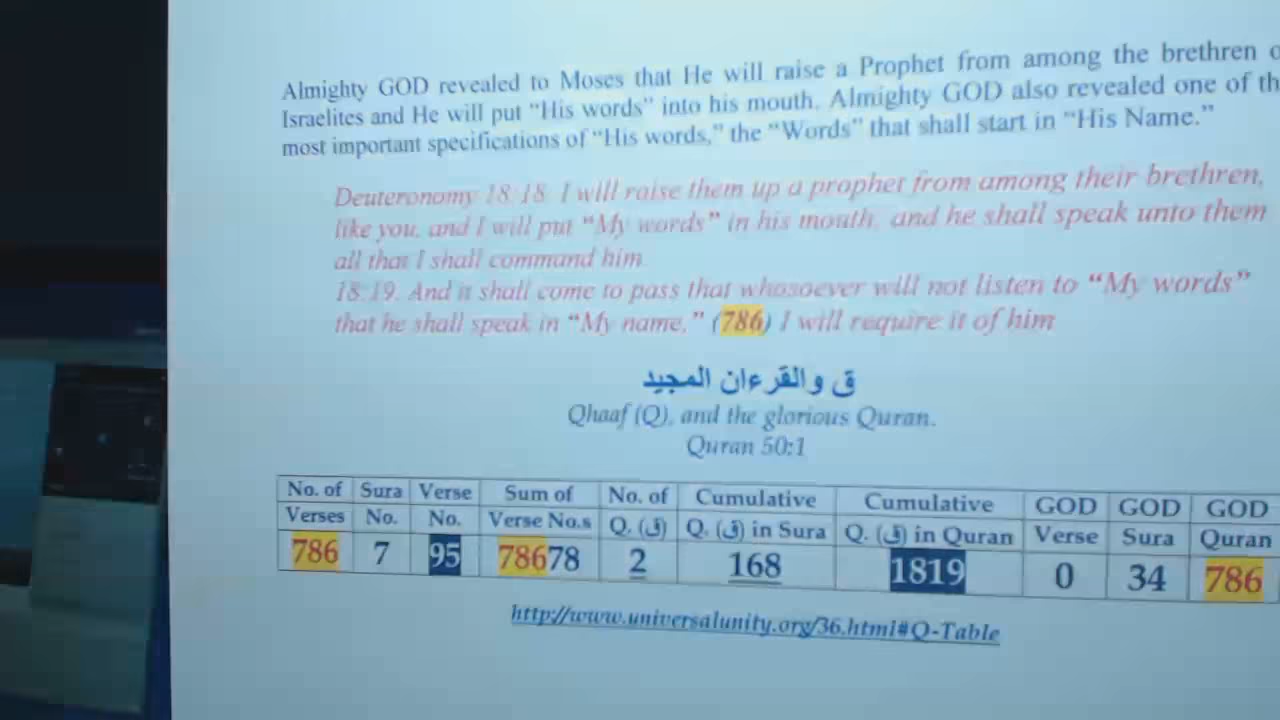 Almighty GOD revealed to Moses that He will raise a Prophet from among the brethren
Israelites and He will put “His words” into his mouth. Almighty GOD also revealed one of
most important specifications of “His words,” the “Words” that shall start in “His Name.”
Deuteronomy 18:18. I will raise them up a prophet from among their brethren,
like you, and I will put “My words” in his mouth, and he shall speak unto them
all that I shall command him.
18:19. And it shall come to pass that whosoever will not listen to “My words”
that he shall speak in “My name,” (786) I will require it of him
ق والقرءان المجيد
Qhaaf (Q), and the glorious Quran.
Quran 50:1
No. of Sura Verse Sum of No. of Cumulative Cumulative GOD GOD GOD
Verses No. No. Verse No.s Q. (ق) Q. (ق) in Sura Q. (ق) in Quran Verse Sura Quran
786 7 95 78678 2 168 1819 0 34 786
http://www.universalunity.org/36.html#Q-Table